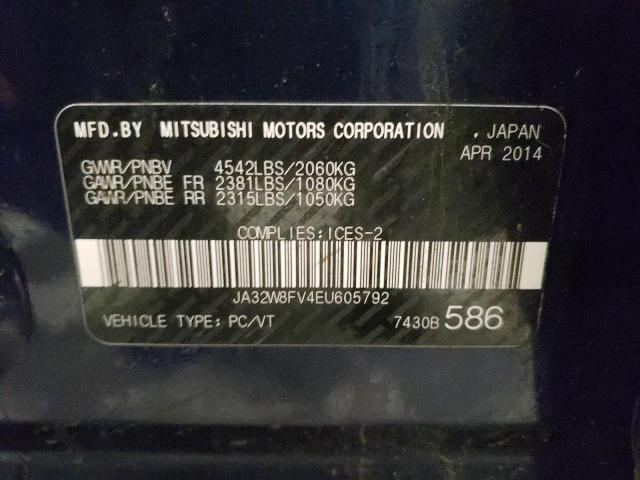 MFD.BY MITSUBISHI MOTORS CORPORATION , JAPAN
APR 2014
GVWR/PNBV 4542LBS/2060KG
GAWR/PNBE FR 2381LBS/1080KG
GAWR/PNBE RR 2315LBS/1050KG
COMPLIES:ICES-2
JA32W8FV4EU605792
VEHICLE TYPE: PC/VT 7430B 586